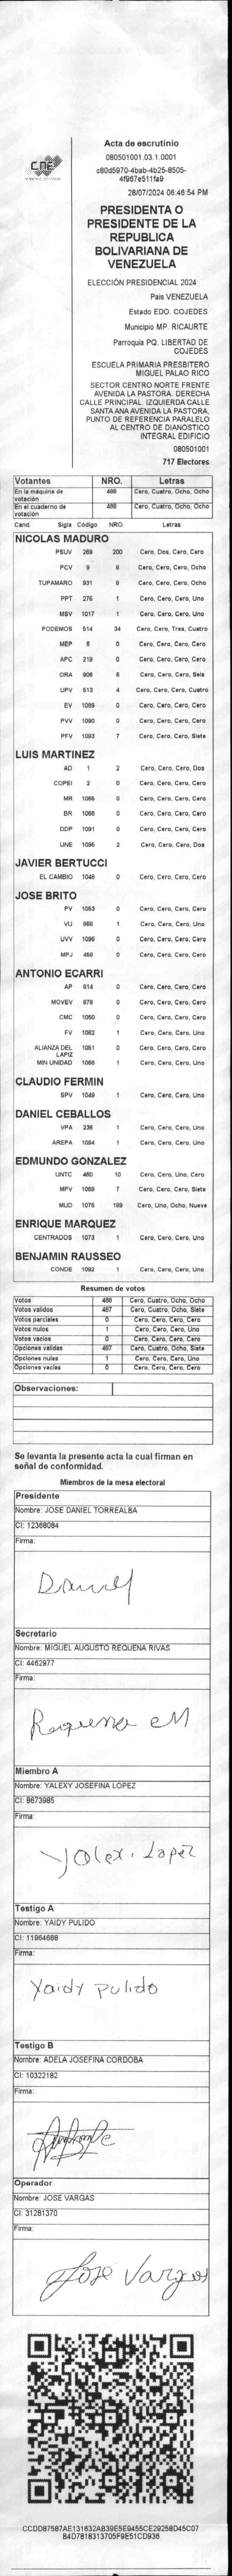 CNE
Acta de escrutinio
080501001.03.1.0001
c80d5970-4bab-4b25-8505-
4f967e511fa9
28/07/2024 06:46:54 PM
PRESIDENTA O
PRESIDENTE DE LA
REPUBLICA
BOLIVARIANA DE
VENEZUELA
ELECCIÓN PRESIDENCIAL 2024
Pais VENEZUELA
Estado EDO. COJEDES
Municipio MP. RICAURTE
Parroquia PQ. LIBERTAD DE
COJEDES
ESCUELA PRIMARIA PRESBITERO
MIGUEL PALAO RICO
SECTOR CENTRO NORTE FRENTE
AVENIDA LA PASTORA. DERECHA
CALLE PRINCIPAL. IZQUIERDA CALLE
SANTA ANA AVENIDA LA PASTORA.
PUNTO DE REFERENCIA PARALELO
AL CENTRO DE DIANOSTICO
INTEGRAL EDIFICIO
080501001
717 Electores
Votantes NRO. Letras
En la máquina de votación 488 Cero, Cuatro, Ocho, Ocho
En el cuaderno de votación 488 Cero, Cuatro, Ocho, Ocho
Cand. Sigla Código NRO. Letras
NICOLAS MADURO
PSUV 269 200 Cero, Dos, Cero, Cero
PCV 9 8 Cero, Cero, Cero, Ocho
TUPAMARO 931 8 Cero, Cero, Cero, Ocho
PPT 276 1 Cero, Cero, Cero, Uno
MSV 1017 1 Cero, Cero, Cero, Uno
PODEMOS 514 34 Cero, Cero, Tres, Cuatro
MEP 6 0 Cero, Cero, Cero, Cero
APC 219 0 Cero, Cero, Cero, Cero
ORA 906 6 Cero, Cero, Cero, Seis
UPV 513 4 Cero, Cero, Cero, Cuatro
EV 1089 0 Cero, Cero, Cero, Cero
PVV 1090 0 Cero, Cero, Cero, Cero
PFV 1093 7 Cero, Cero, Cero, Siete
LUIS MARTINEZ
AD 1 2 Cero, Cero, Cero, Dos
COPEI 3 0 Cero, Cero, Cero, Cero
MR 1065 0 Cero, Cero, Cero, Cero
BR 1066 0 Cero, Cero, Cero, Cero
DDP 1091 0 Cero, Cero, Cero, Cero
UNE 1095 2 Cero, Cero, Cero, Dos
JAVIER BERTUCCI
EL CAMBIO 1048 0 Cero, Cero, Cero, Cero
JOSE BRITO
PV 1053 0 Cero, Cero, Cero, Cero
VU 868 1 Cero, Cero, Cero, Uno
UVV 1096 0 Cero, Cero, Cero, Cero
MPJ 459 0 Cero, Cero, Cero, Cero
ANTONIO ECARRI
AP 914 0 Cero, Cero, Cero, Cero
MOVEV 979 0 Cero, Cero, Cero, Cero
CMC 1050 0 Cero, Cero, Cero, Cero
FV 1062 1 Cero, Cero, Cero, Uno
ALIANZA DEL LAPIZ 1051 0 Cero, Cero, Cero, Cero
MIN UNIDAD 1068 1 Cero, Cero, Cero, Uno
CLAUDIO FERMIN
SPV 1049 1 Cero, Cero, Cero, Uno
DANIEL CEBALLOS
VPA 236 1 Cero, Cero, Cero, Uno
AREPA 1094 1 Cero, Cero, Cero, Uno
EDMUNDO GONZALEZ
UNTC 460 10 Cero, Cero, Uno, Cero
MPV 1069 7 Cero, Cero, Cero, Siete
MUD 1075 189 Cero, Uno, Ocho, Nueve
ENRIQUE MARQUEZ
CENTRADOS 1073 1 Cero, Cero, Cero, Uno
BENJAMIN RAUSSEO
CONDE 1092 1 Cero, Cero, Cero, Uno
Resumen de votos
Votos 488 Cero, Cuatro, Ocho, Ocho
Votos validos 487 Cero, Cuatro, Ocho, Siete
Votos parciales 0 Cero, Cero, Cero, Cero
Votos nulos 1 Cero, Cero, Cero, Uno
Votos vacios 0 Cero, Cero, Cero, Cero
Opciones validas 487 Cero, Cuatro, Ocho, Siete
Opciones nulas 1 Cero, Cero, Cero, Uno
Opciones vacias 0 Cero, Cero, Cero, Cero
Observaciones:
Se levanta la presente acta la cual firman en
señal de conformidad.
Miembros de la mesa electoral
Presidente
Nombre: JOSE DANIEL TORREALBA
CI: 12368084
Firma:
Daniel
Secretario
Nombre: MIGUEL AUGUSTO REQUENA RIVAS
CI: 4462977
Firma:
Requena M
Miembro A
Nombre: YALEXY JOSEFINA LOPEZ
CI: 8673985
Firma:
Yalexi Lopez
Testigo A
Nombre: YAIDY PULIDO
CI: 11964688
Firma:
Yaidy Pulido
Testigo B
Nombre: ADELA JOSEFINA CORDOBA
CI: 10322182
Firma:
Operador
Nombre: JOSE VARGAS
CI: 31281370
Firma:
Jose Vargas
CCDD87587AE131632AB39E5E9455CE29258D45C07
B4D7818313705F9E51CD936